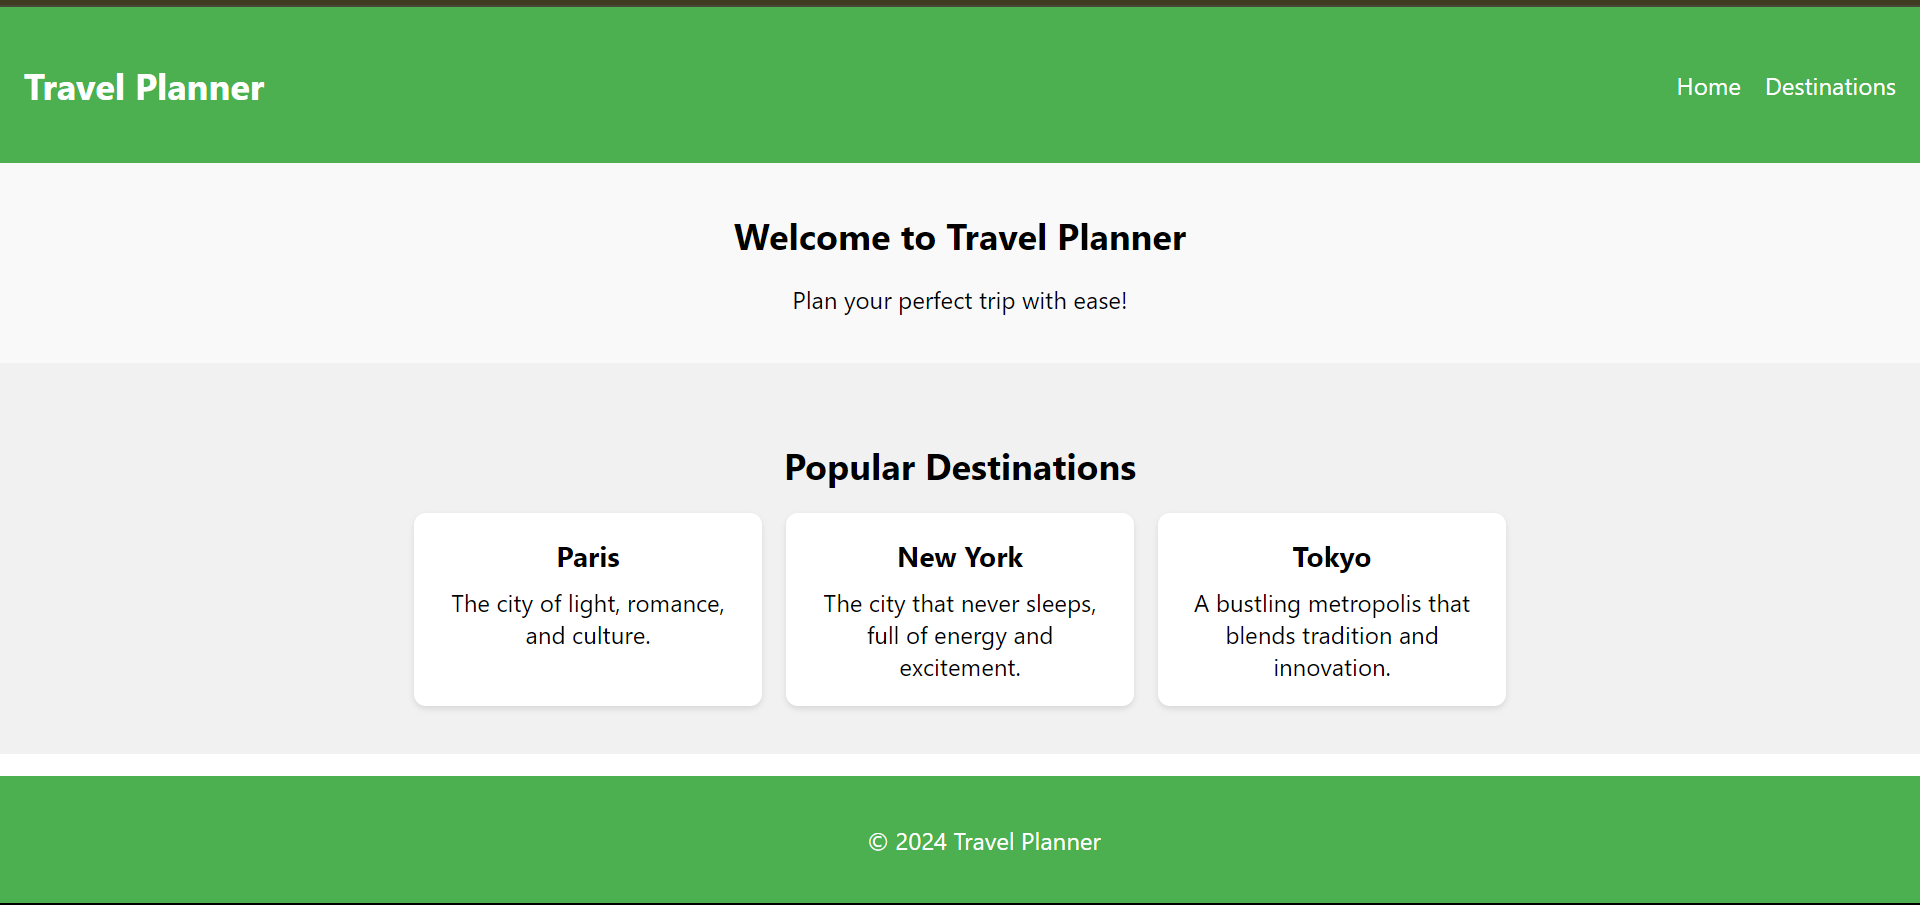 Travel Planner
Home Destinations
Welcome to Travel Planner
Plan your perfect trip with ease!
Popular Destinations
Paris
The city of light, romance,
and culture.
New York
The city that never sleeps,
full of energy and
excitement.
Tokyo
A bustling metropolis that
blends tradition and
innovation.
© 2024 Travel Planner